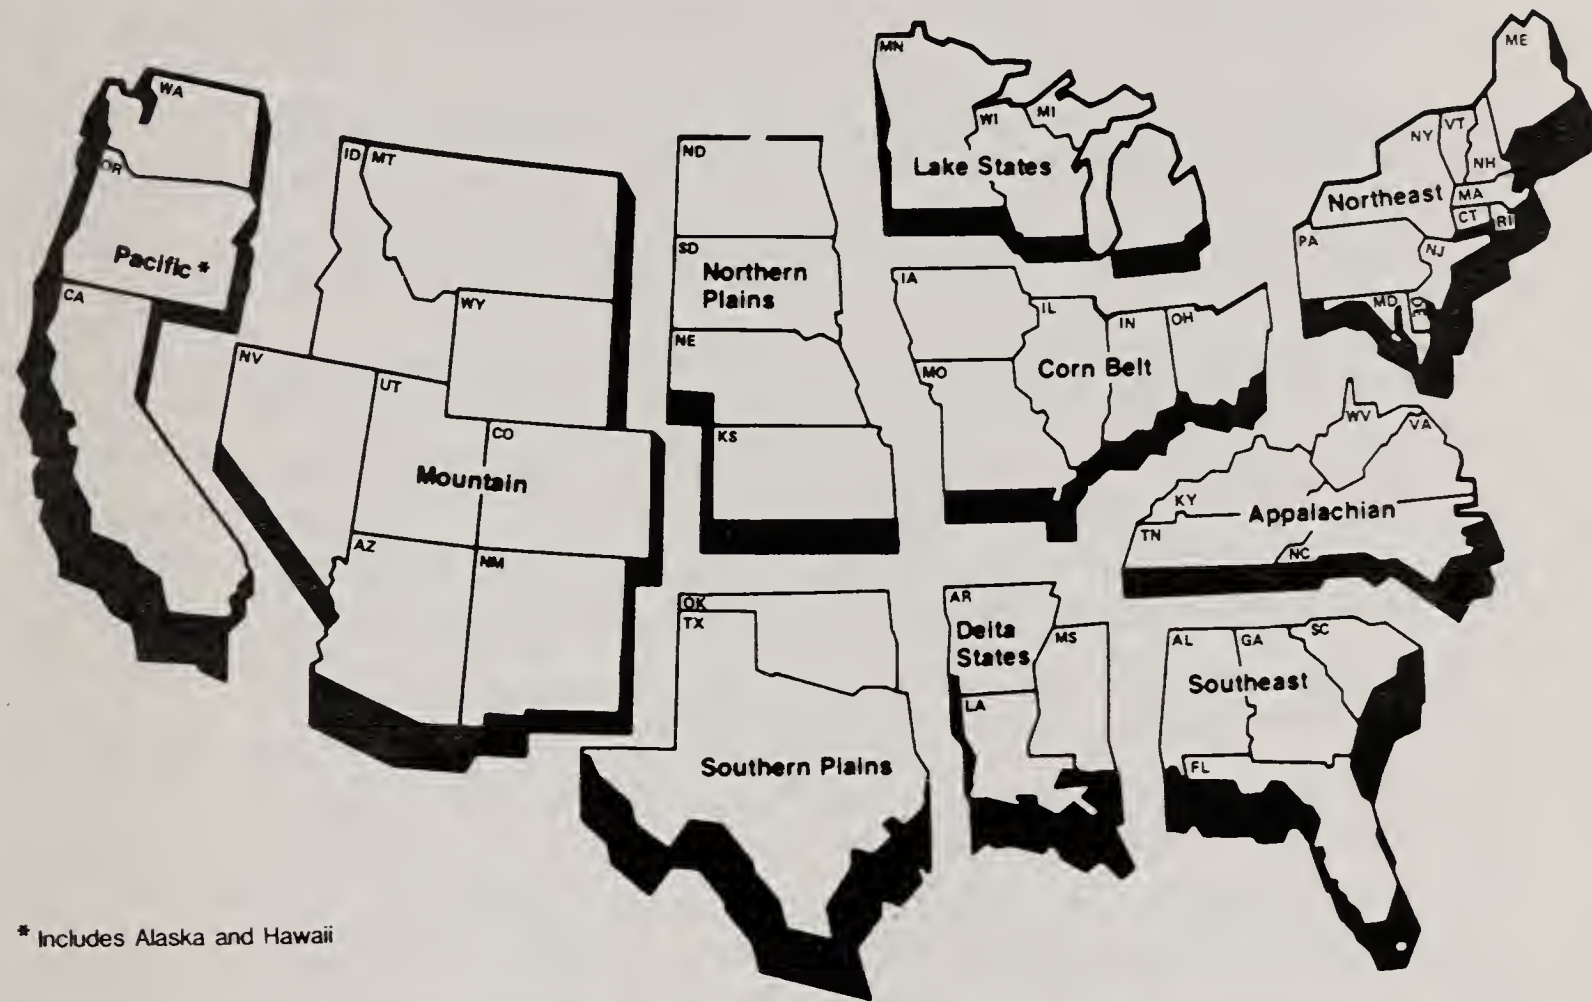 WA
OR
Pacific *
CA
ID
MT
WY
NV
UT
CO
Mountain
AZ
NM
ND
SD
Northern
Plains
NE
KS
OK
TX
Southern Plains
MN
WI
MI
Lake States
IA
IL
IN
OH
MO
Corn Belt
AR
Delta
States
MS
LA
ME
NY
VT
NH
Northeast
MA
CT
RI
PA
NJ
MD
DE
WV
VA
KY
Appalachian
TN
NC
AL
GA
SC
Southeast
FL
* Includes Alaska and Hawaii